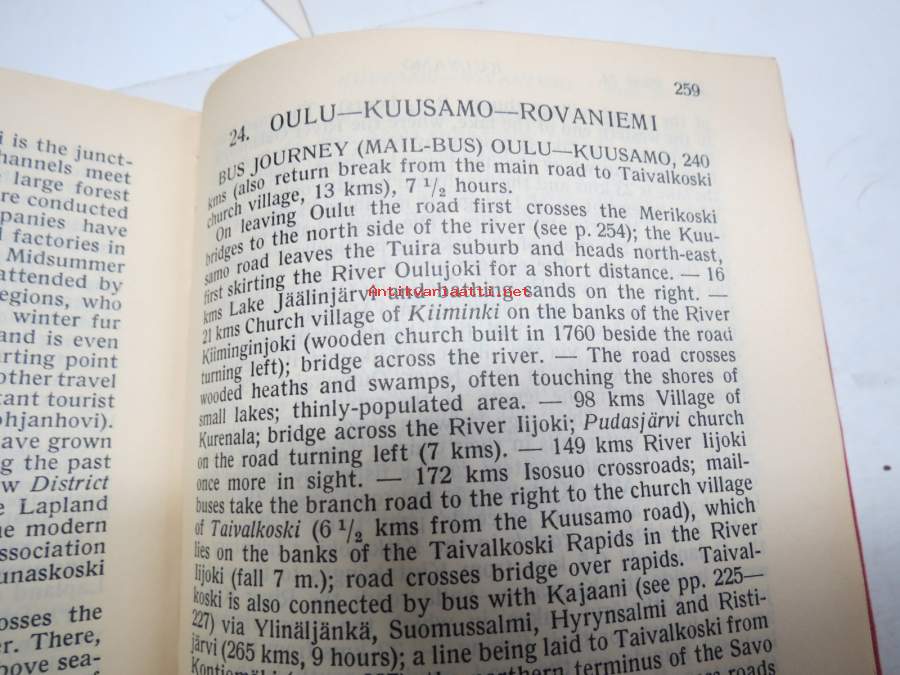 i is the junct-
hannels meet
large forest
re conducted
panies have
factories in
Midsummer
attended by
egions, who
winter fur
and is even
arting point
other travel
tant tourist
ohjanhovi).
ave grown
g the past
w District
Lapland
e modern
ssociation
unaskoski
osses the
er. There,
bove sea-
259
24. OULU—KUUSAMO—ROVANIEMI
BUS JOURNEY (MAIL-BUS) OULU—KUUSAMO, 240
kms (also return break from the main road to Taivalkoski
church village, 13 kms), 7 1/2 hours.
On leaving Oulu the road first crosses the Merikoski
bridges to the north side of the river (see p. 254); the Kuu-
samo road leaves the Tuira suburb and heads north-east,
first skirting the River Oulujoki for a short distance. — 16
kms Lake Jäälinjärvi and bathing sands on the right. —
Antikvariaatti.net
21 kms Church village of Kiiminki on the banks of the River
Kiiminginjoki (wooden church built in 1760 beside the road
turning left); bridge across the river. — The road crosses
wooded heaths and swamps, often touching the shores of
small lakes; thinly-populated area. — 98 kms Village of
Kurenala; bridge across the River Iijoki; Pudasjärvi church
on the road turning left (7 kms). — 149 kms River Iijoki
once more in sight. — 172 kms Isosuo crossroads; mail-
buses take the branch road to the right to the church village
of Taivalkoski (6 1/2 kms from the Kuusamo road), which
lies on the banks of the Taivalkoski Rapids in the River
Iijoki (fall 7 m.); road crosses bridge over rapids. Taival-
koski is also connected by bus with Kajaani (see pp. 225—
227) via Ylinäljänkä, Suomussalmi, Hyrynsalmi and Risti-
järvi (265 kms, 9 hours); a line being laid to Taivalkoski from
northern terminus of the Savo
roads